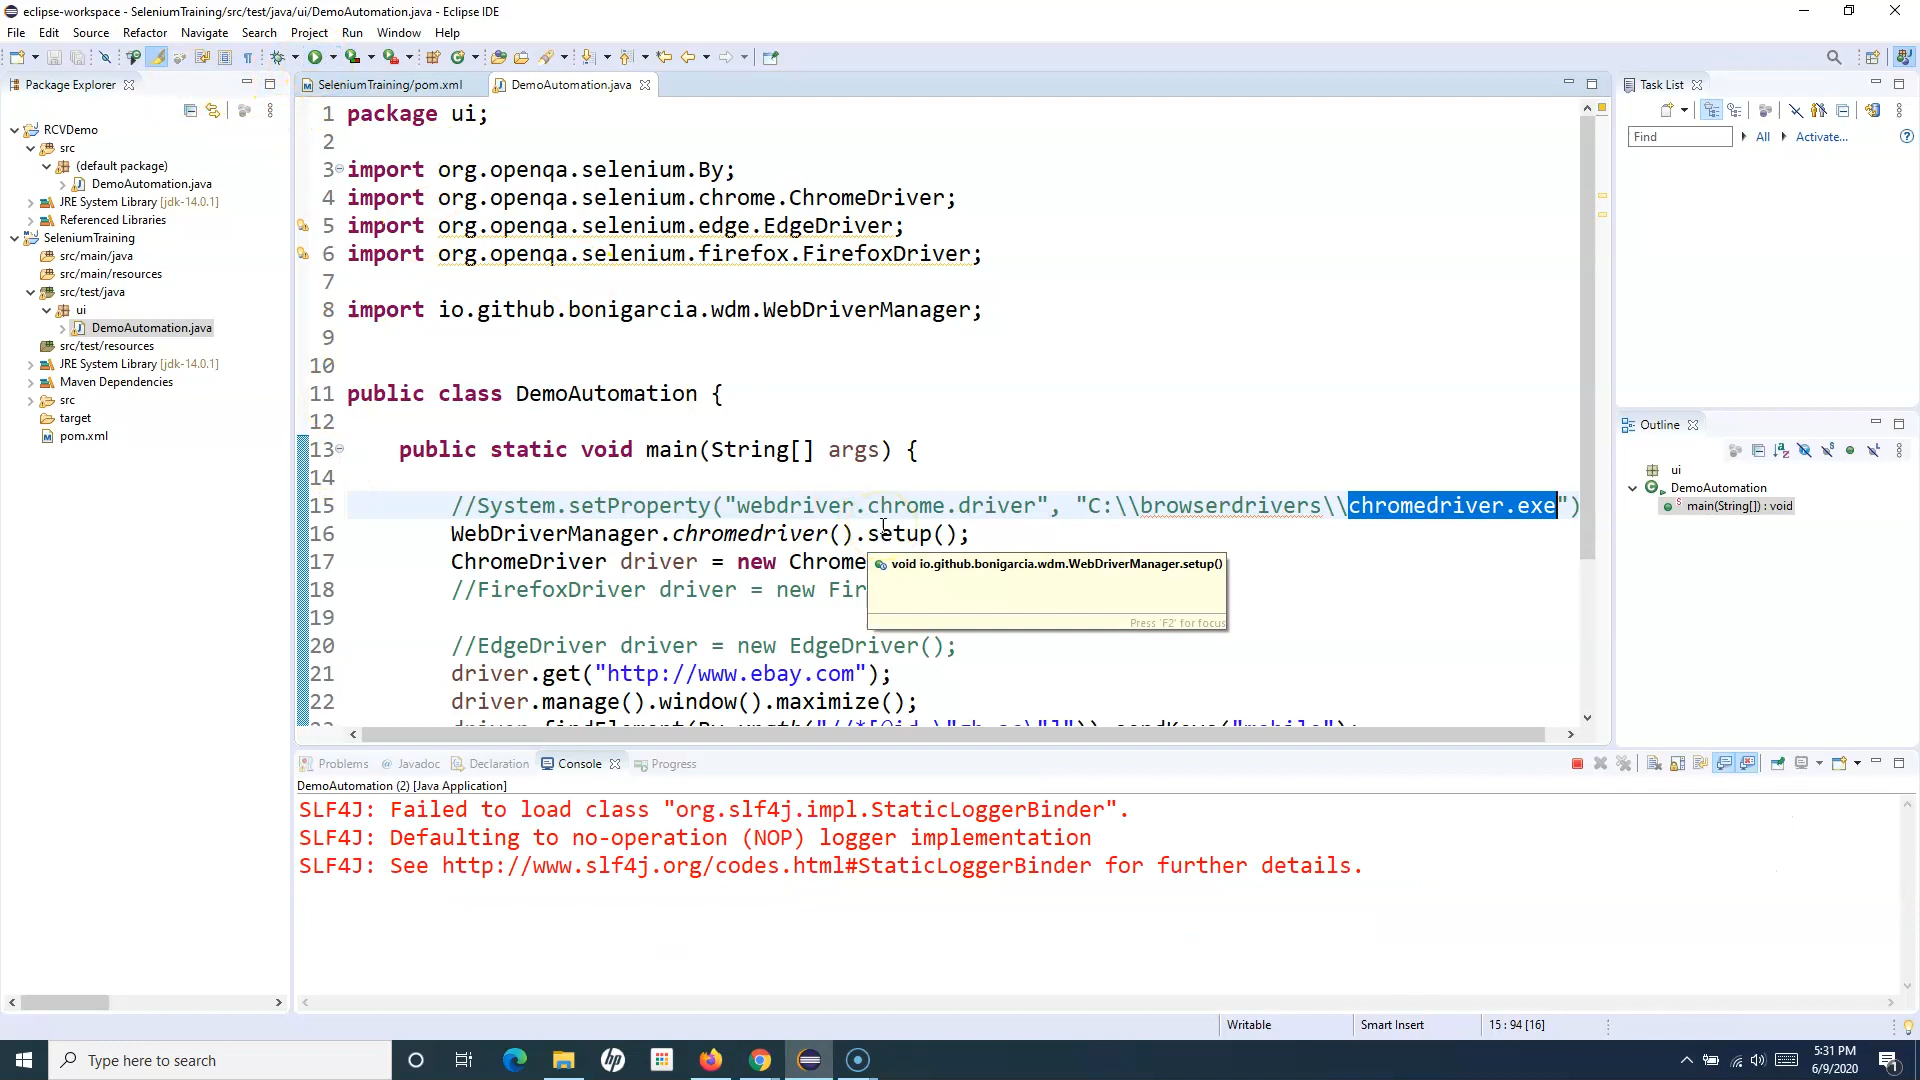 eclipse-workspace - SeleniumTraining/src/test/java/ui/DemoAutomation.java - Eclipse IDE
File Edit Source Refactor Navigate Search Project Run Window Help
Package Explorer
RCVDemo
src
(default package)
DemoAutomation.java
JRE System Library [jdk-14.0.1]
Referenced Libraries
SeleniumTraining
src/main/java
src/main/resources
src/test/java
ui
DemoAutomation.java
src/test/resources
JRE System Library [jdk-14.0.1]
Maven Dependencies
src
target
pom.xml
SeleniumTraining/pom.xml DemoAutomation.java
1 package ui;
2
3 import org.openqa.selenium.By;
4 import org.openqa.selenium.chrome.ChromeDriver;
5 import org.openqa.selenium.edge.EdgeDriver;
6 import org.openqa.selenium.firefox.FirefoxDriver;
7
8 import io.github.bonigarcia.wdm.WebDriverManager;
9
10
11 public class DemoAutomation {
12
13 public static void main(String[] args) {
14
15 //System.setProperty("webdriver.chrome.driver", "C:\\browserdrivers\\chromedriver.exe")
16 WebDriverManager.chromedriver().setup();
17 ChromeDriver driver = new Chrome
18 //FirefoxDriver driver = new Fir
19
20 //EdgeDriver driver = new EdgeDriver();
21 driver.get("http://www.ebay.com");
22 driver.manage().window().maximize();
void io.github.bonigarcia.wdm.WebDriverManager.setup()
Press 'F2' for focus
Task List
Find All Activate...
Outline
ui
DemoAutomation
main(String[]) : void
Problems Javadoc Declaration Console Progress
DemoAutomation (2) [Java Application]
SLF4J: Failed to load class "org.slf4j.impl.StaticLoggerBinder".
SLF4J: Defaulting to no-operation (NOP) logger implementation
SLF4J: See http://www.slf4j.org/codes.html#StaticLoggerBinder for further details.
Writable Smart Insert 15 : 94 [16]
Type here to search
hp
5:31 PM
6/9/2020
1